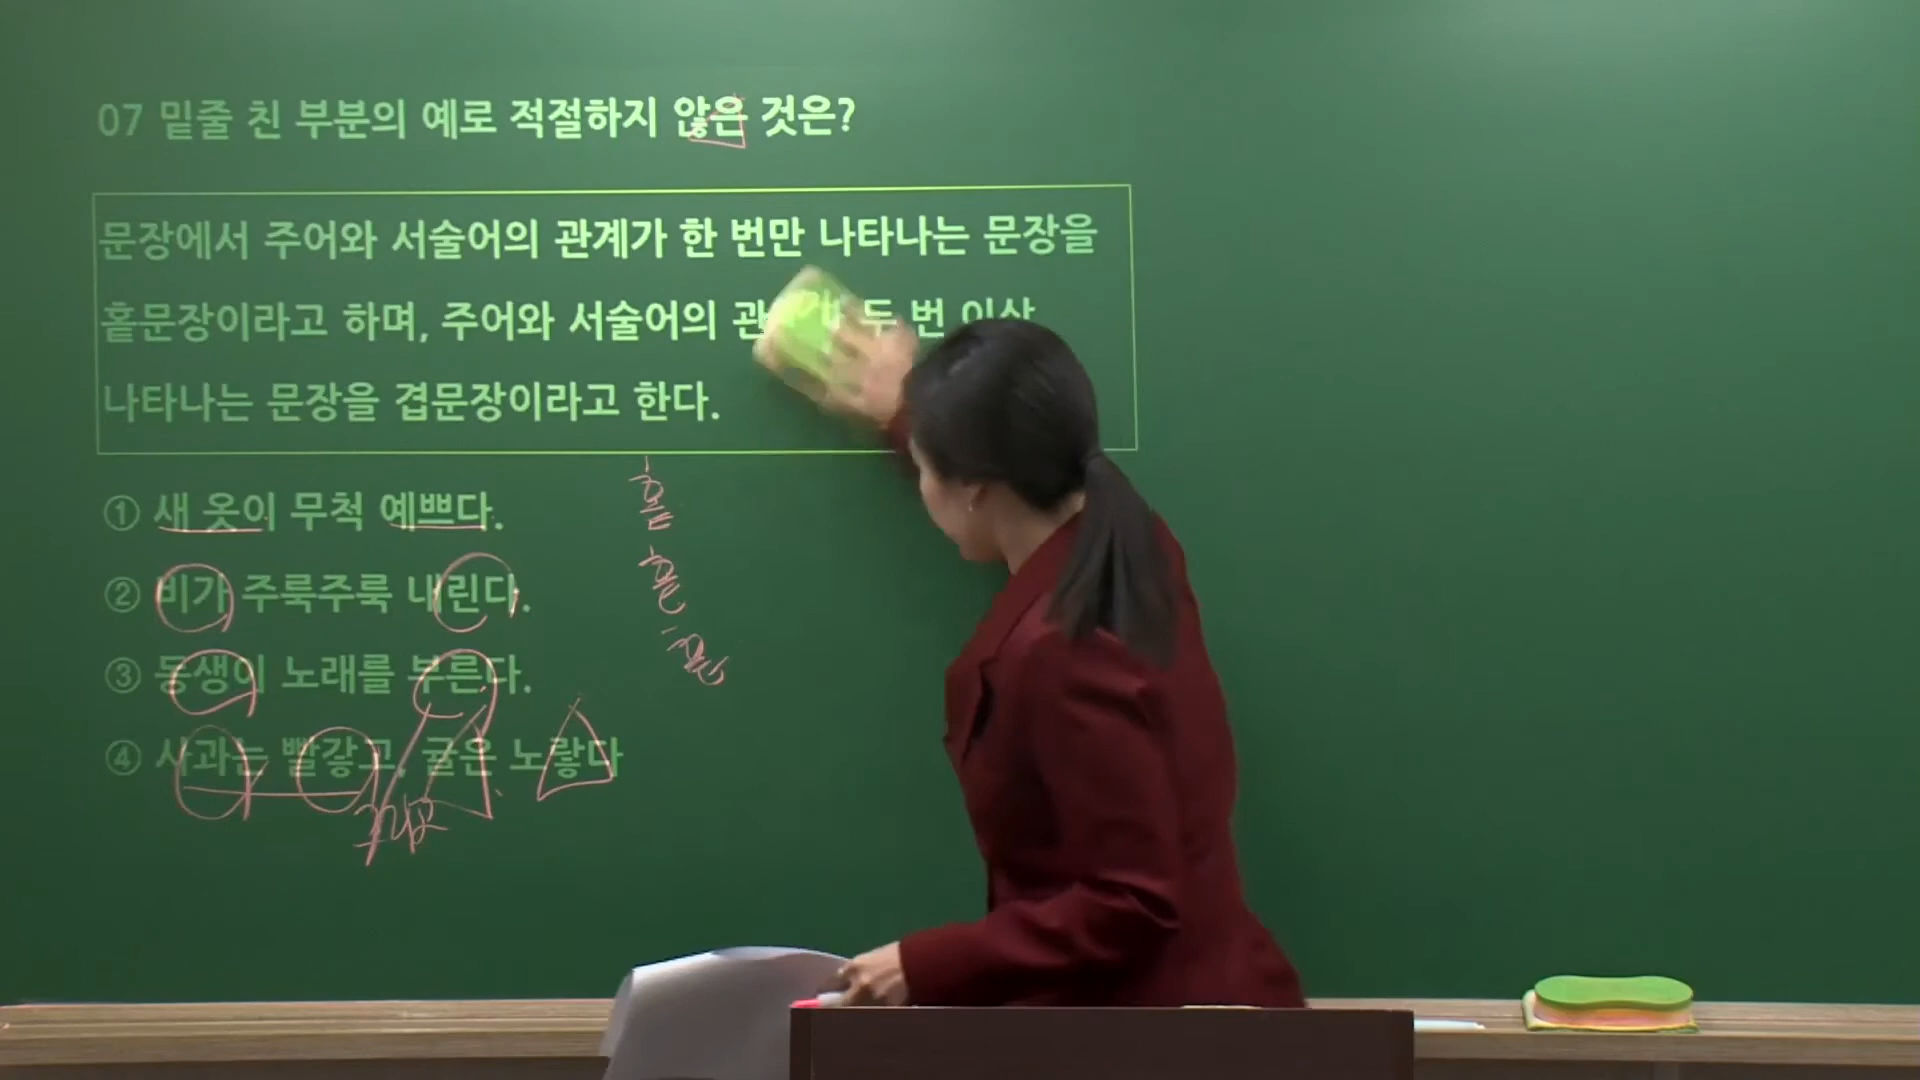 07 밑줄 친 부분의 예로 적절하지 않은 것은?
문장에서 주어와 서술어의 관계가 한 번만 나타나는 문장을
홑문장이라고 하며, 주어와 서술어의 관 두 번 이상
나타나는 문장을 겹문장이라고 한다.
① 새 옷이 무척 예쁘다.
② 비가 주룩주룩 내린다.
③ 동생이 노래를 부른다.
④ 사과는 빨갛고, 귤은 노랗다
홑
홑
홑